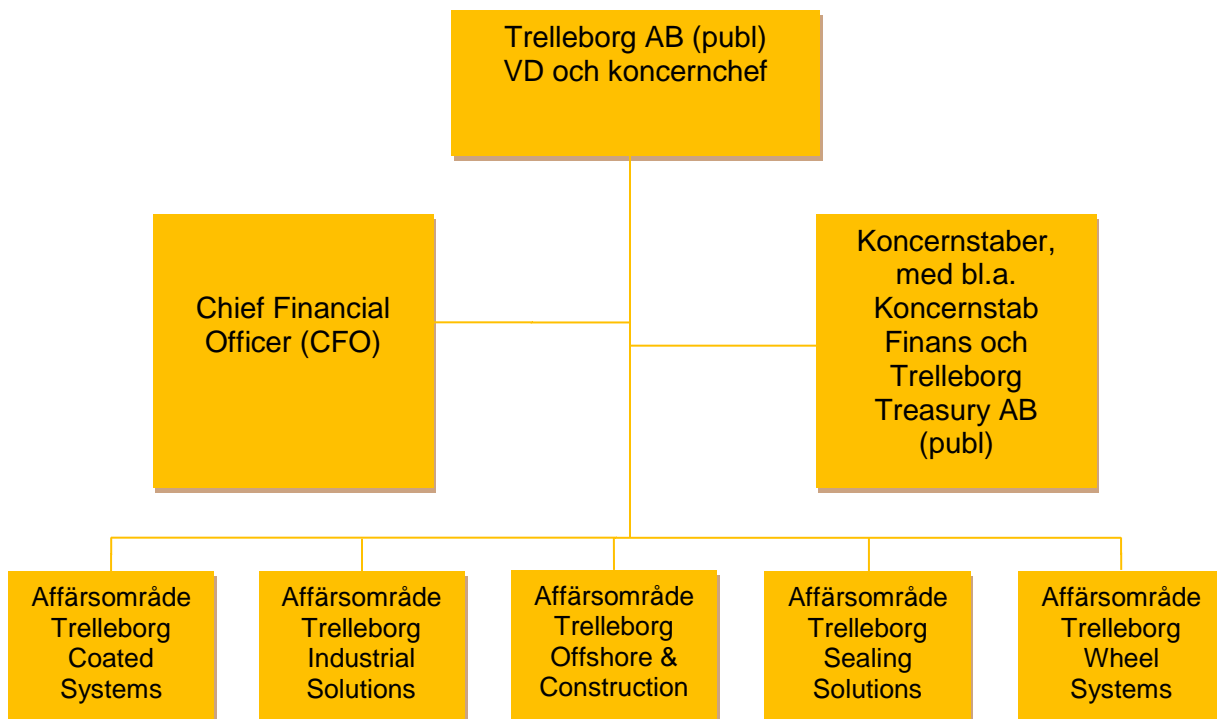 Trelleborg AB (publ)
VD och koncernchef
Chief Financial
Officer (CFO)
Koncernstaber,
med bl.a.
Koncernstab
Finans och
Trelleborg
Treasury AB
(publ)
Affärsområde
Trelleborg
Coated
Systems
Affärsområde
Trelleborg
Industrial
Solutions
Affärsområde
Trelleborg
Offshore &
Construction
Affärsområde
Trelleborg
Sealing
Solutions
Affärsområde
Trelleborg
Wheel
Systems